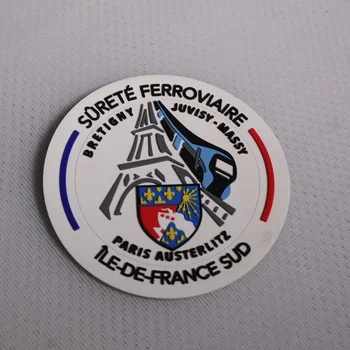 SÛRETÉ FERROVIAIRE
BRETIGNY JUVISY-MASSY
PARIS AUSTERLITZ
ÎLE-DE-FRANCE SUD